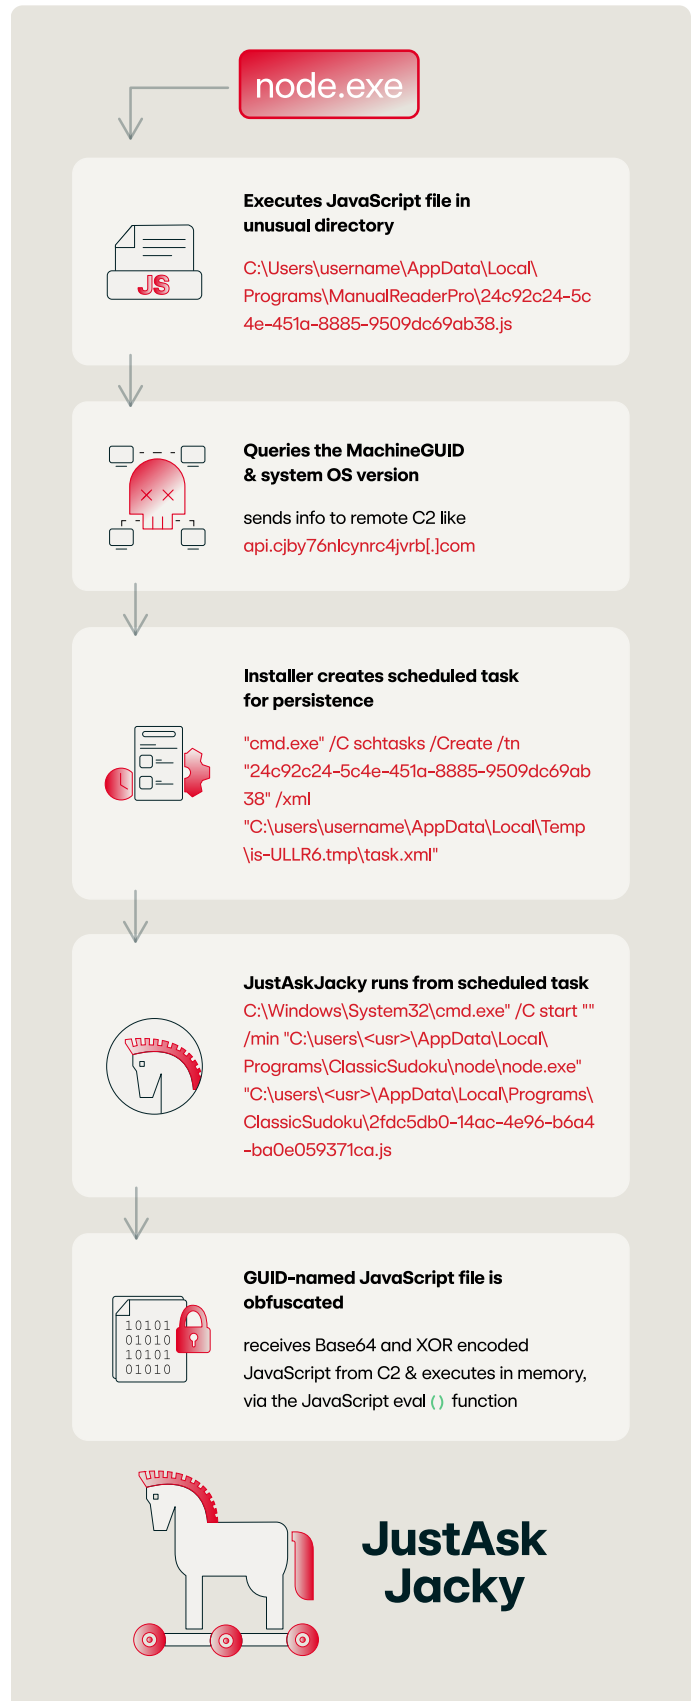 node.exe
Executes JavaScript file in
unusual directory
C:\Users\username\AppData\Local\
Programs\ManualReaderPro\24c92c24-5c
4e-451a-8885-9509dc69ab38.js
JS
Queries the MachineGUID
& system OS version
sends info to remote C2 like
api.cjby76nlcynrc4jvrb[.]com
Installer creates scheduled task
for persistence
"cmd.exe" /C schtasks /Create /tn
"24c92c24-5c4e-451a-8885-9509dc69ab
38" /xml
"C:\users\username\AppData\Local\Temp
\is-ULLR6.tmp\task.xml"
JustAskJacky runs from scheduled task
C:\Windows\System32\cmd.exe" /C start ""
/min "C:\users\<usr>\AppData\Local\
Programs\ClassicSudoku\node\node.exe"
"C:\users\<usr>\AppData\Local\Programs\
ClassicSudoku\2fdc5db0-14ac-4e96-b6a4
-ba0e059371ca.js
GUID-named JavaScript file is
obfuscated
receives Base64 and XOR encoded
JavaScript from C2 & executes in memory,
via the JavaScript eval () function
10101
01010
10101
01010
JustAsk
Jacky